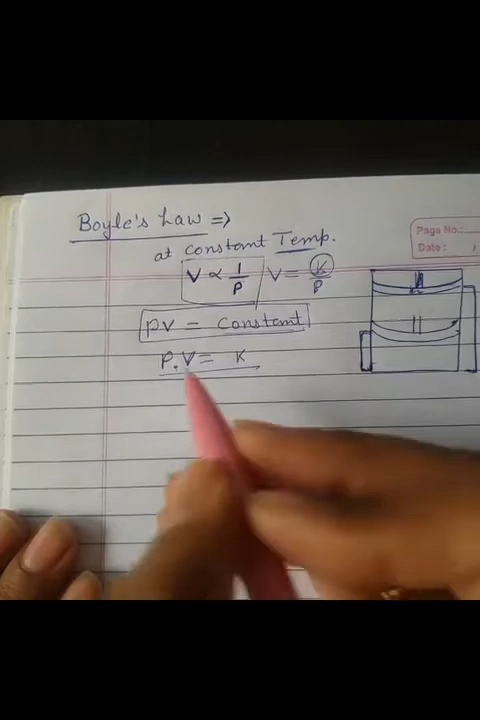 Boyle's Law =>
at constant Temp.
V ∝ 1/P V = K/P
PV = Constant
P.V = K
Page No.:
Date: